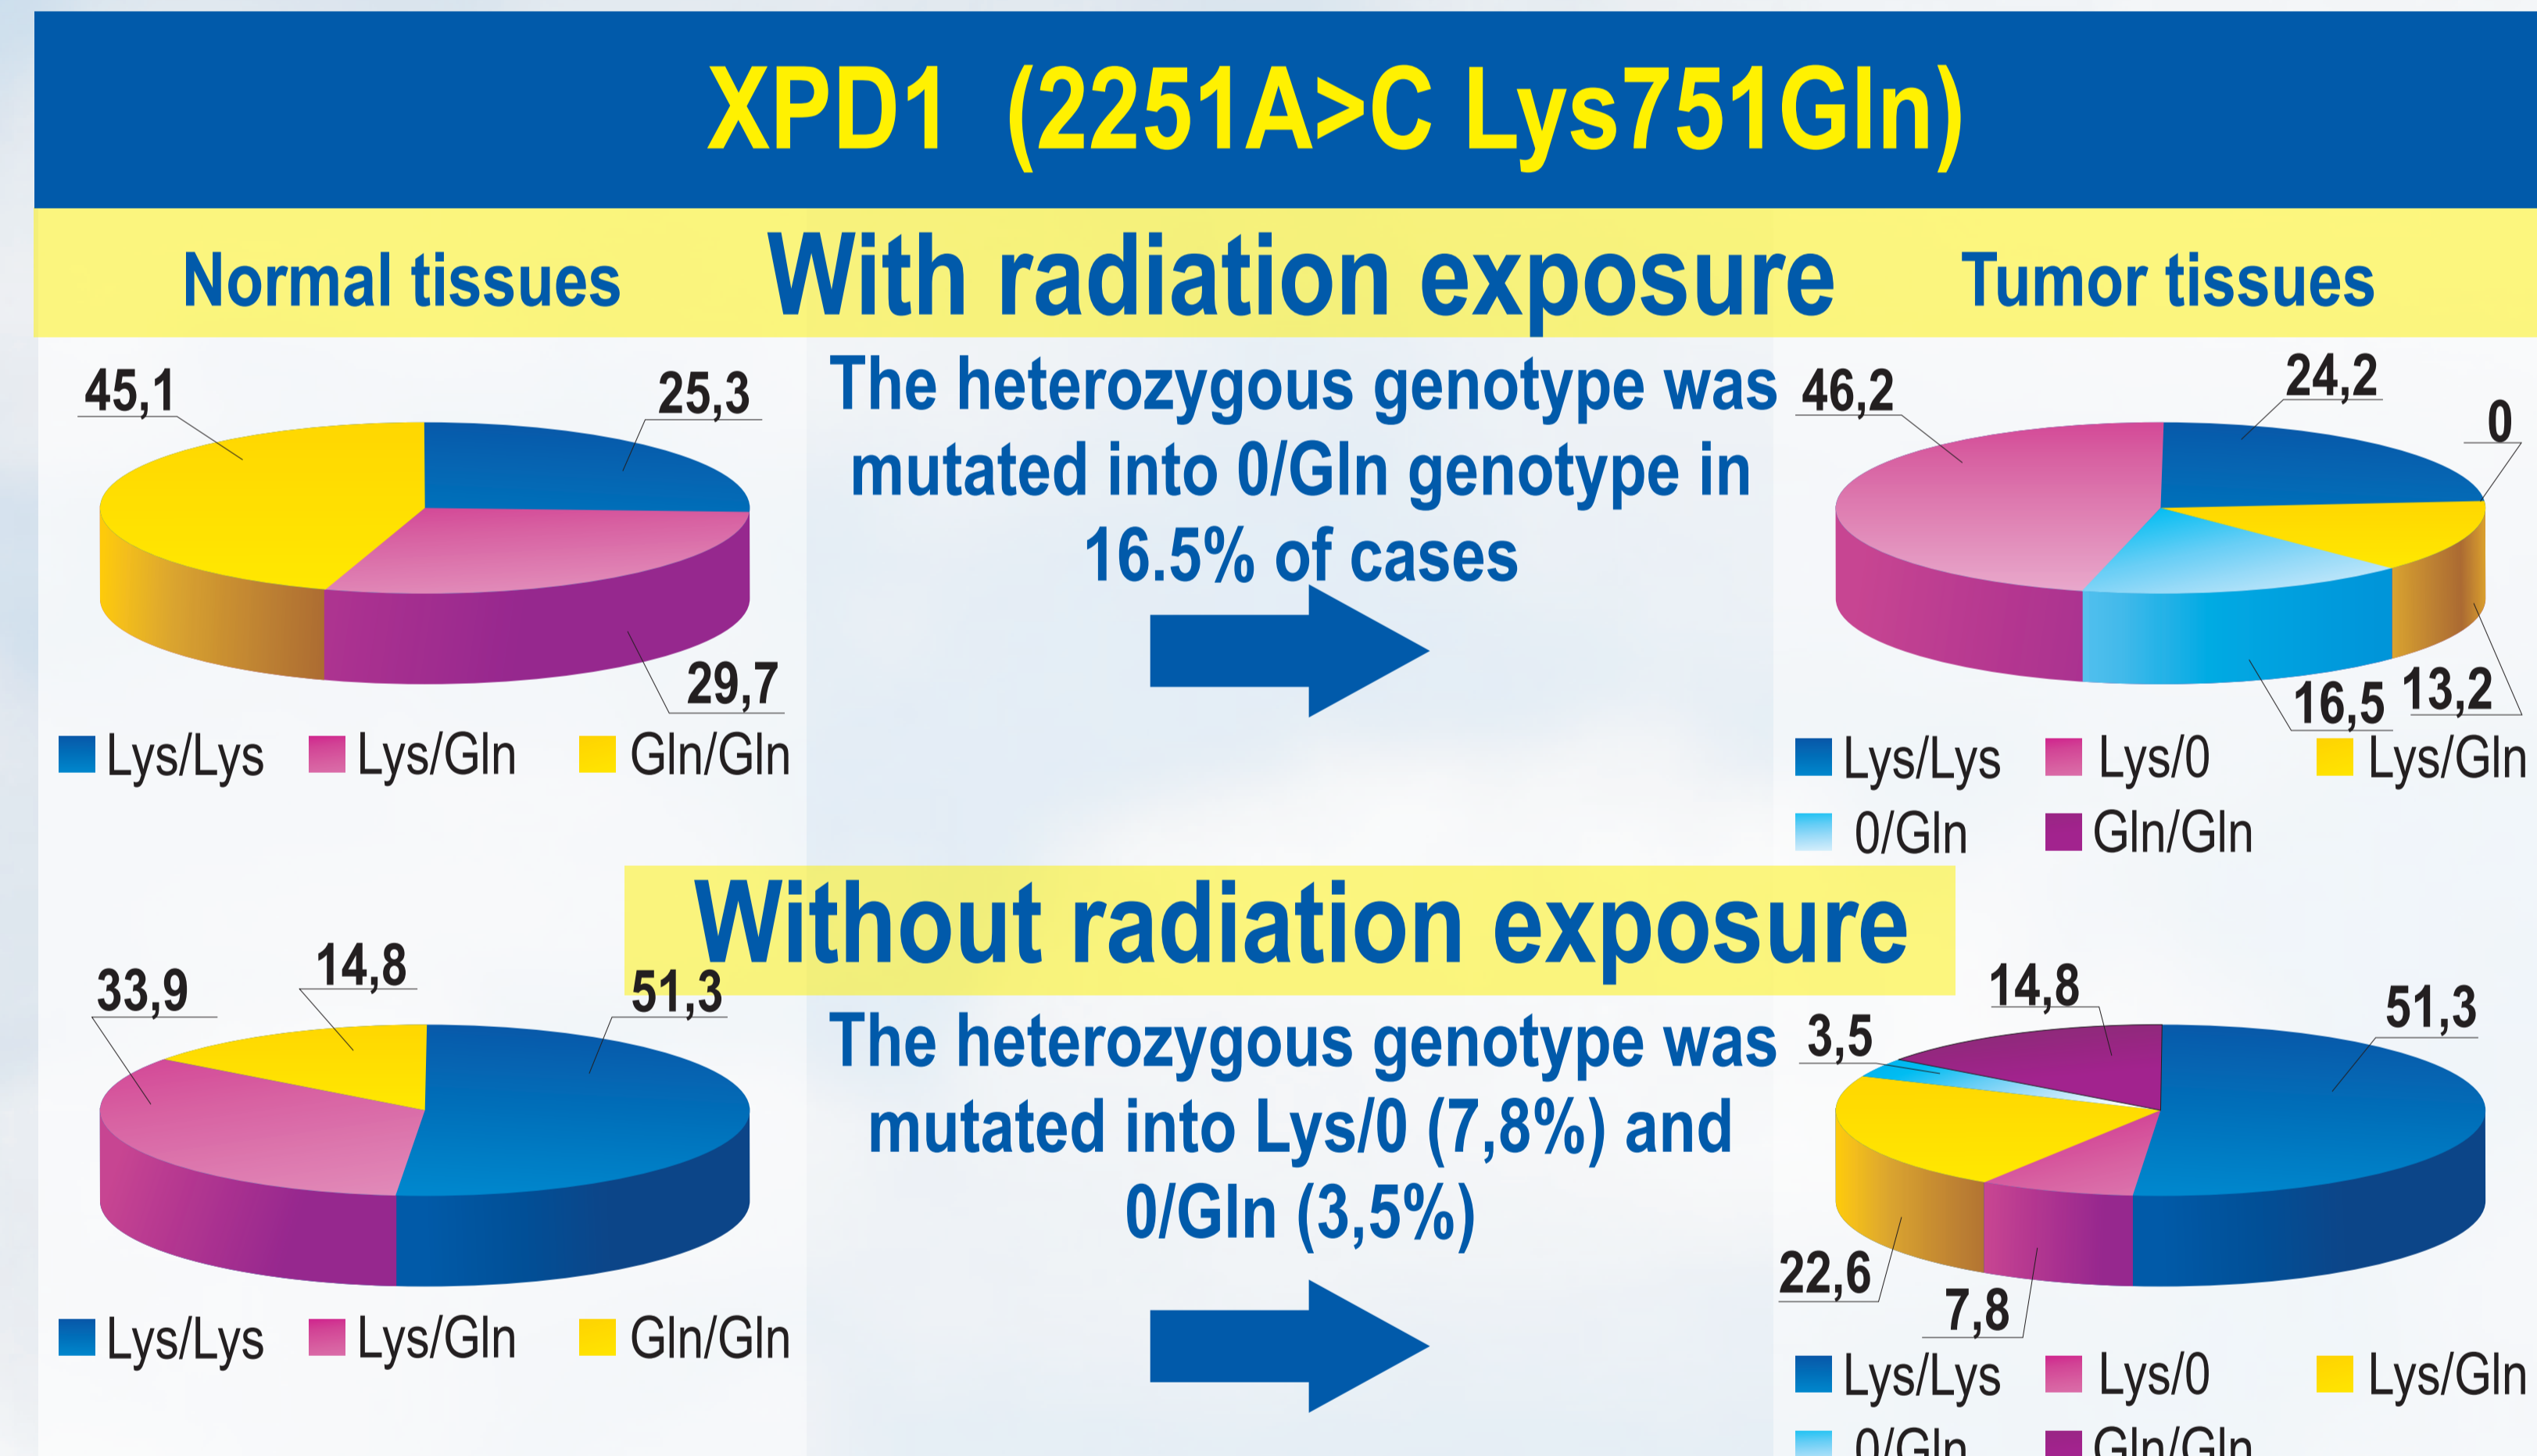 XPD1 (2251A>C Lys751Gln)
Normal tissues
With radiation exposure
Tumor tissues
45,1
25,3
29,7
Lys/Lys
Lys/Gln
Gln/Gln
The heterozygous genotype was
mutated into 0/Gln genotype in
16.5% of cases
46,2
24,2
0
16,5
13,2
Lys/Lys
Lys/0
Lys/Gln
0/Gln
Gln/Gln
Without radiation exposure
33,9
14,8
51,3
Lys/Lys
Lys/Gln
Gln/Gln
The heterozygous genotype was
mutated into Lys/0 (7,8%) and
0/Gln (3,5%)
14,8
3,5
51,3
22,6
7,8
Lys/Lys
Lys/0
Lys/Gln
0/Gln
Gln/Gln